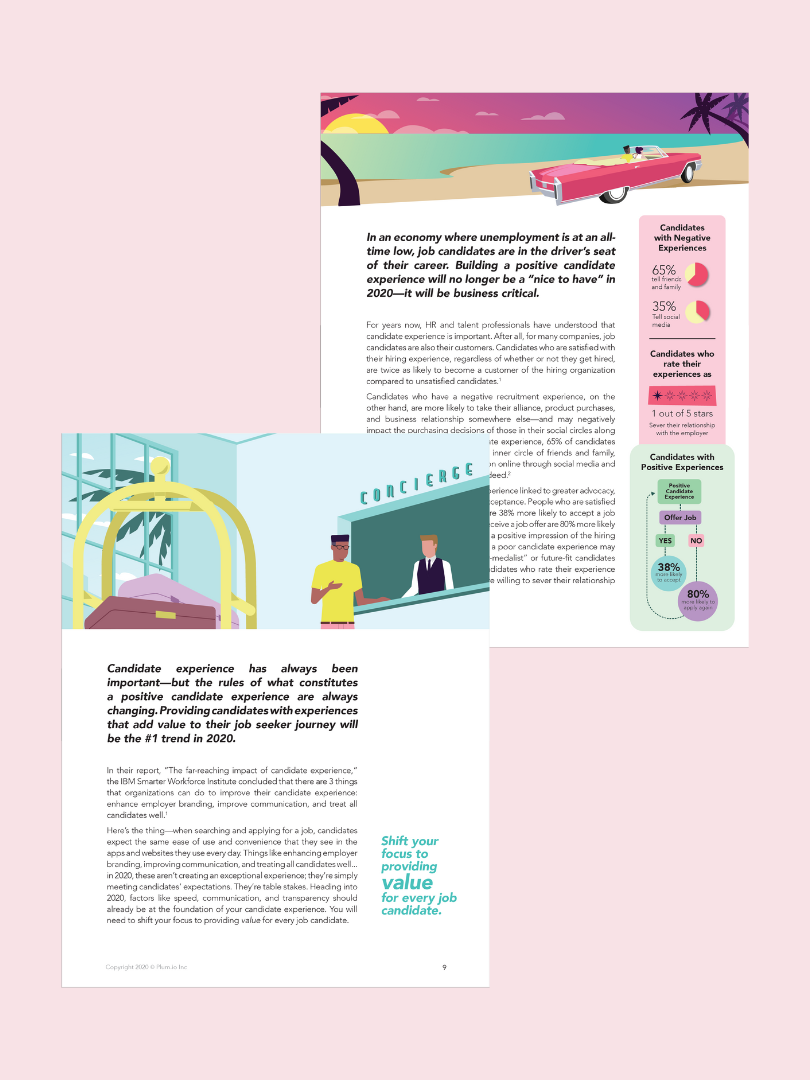 In an economy where unemployment is at an all-
time low, job candidates are in the driver's seat
of their career. Building a positive candidate
experience will no longer be a "nice to have" in
2020—it will be business critical.
For years now, HR and talent professionals have understood that
candidate experience is important. After all, for many companies, job
candidates are also their customers. Candidates who are satisfied with
their hiring experience, regardless of whether or not they get hired,
are twice as likely to become a customer of the hiring organization
compared to unsatisfied candidates.¹
Candidates who have a negative recruitment experience, on the
other hand, are more likely to take their alliance, product purchases,
and business relationship somewhere else—and may negatively
impact the purchasing decisions of those in their social circles along
experience, 65% of candidates
inner circle of friends and family,
online through social media and
²
linked to greater advocacy,
People who are satisfied
38% more likely to accept a job
a job offer are 80% more likely
a positive impression of the hiring
a poor candidate experience may
or future-fit candidates
who rate their experience
willing to sever their relationship
Candidates
with Negative
Experiences
65%
tell friends
and family
35%
Tell social
media
Candidates who
rate their
experiences as
1 out of 5 stars
Sever their relationship
with the employer
Candidates with
Positive Experiences
Positive
Candidate
Experience
Offer Job
YES NO
38%
more likely
to accept
80%
more likely to
apply again
CONCIERGE
Candidate experience has always been
important—but the rules of what constitutes
a positive candidate experience are always
changing. Providing candidates with experiences
that add value to their job seeker journey will
be the #1 trend in 2020.
In their report, "The far-reaching impact of candidate experience,"
the IBM Smarter Workforce Institute concluded that there are 3 things
that organizations can do to improve their candidate experience:
enhance employer branding, improve communication, and treat all
candidates well.¹
Here's the thing—when searching and applying for a job, candidates
expect the same ease of use and convenience that they see in the
apps and websites they use every day. Things like enhancing employer
branding, improving communication, and treating all candidates well...
in 2020, these aren't creating an exceptional experience; they're simply
meeting candidates' expectations. They're table stakes. Heading into
2020, factors like speed, communication, and transparency should
already be at the foundation of your candidate experience. You will
need to shift your focus to providing value for every job candidate.
Shift your
focus to
providing
value
for every job
candidate.
Copyright 2020 © Plum.io Inc
9